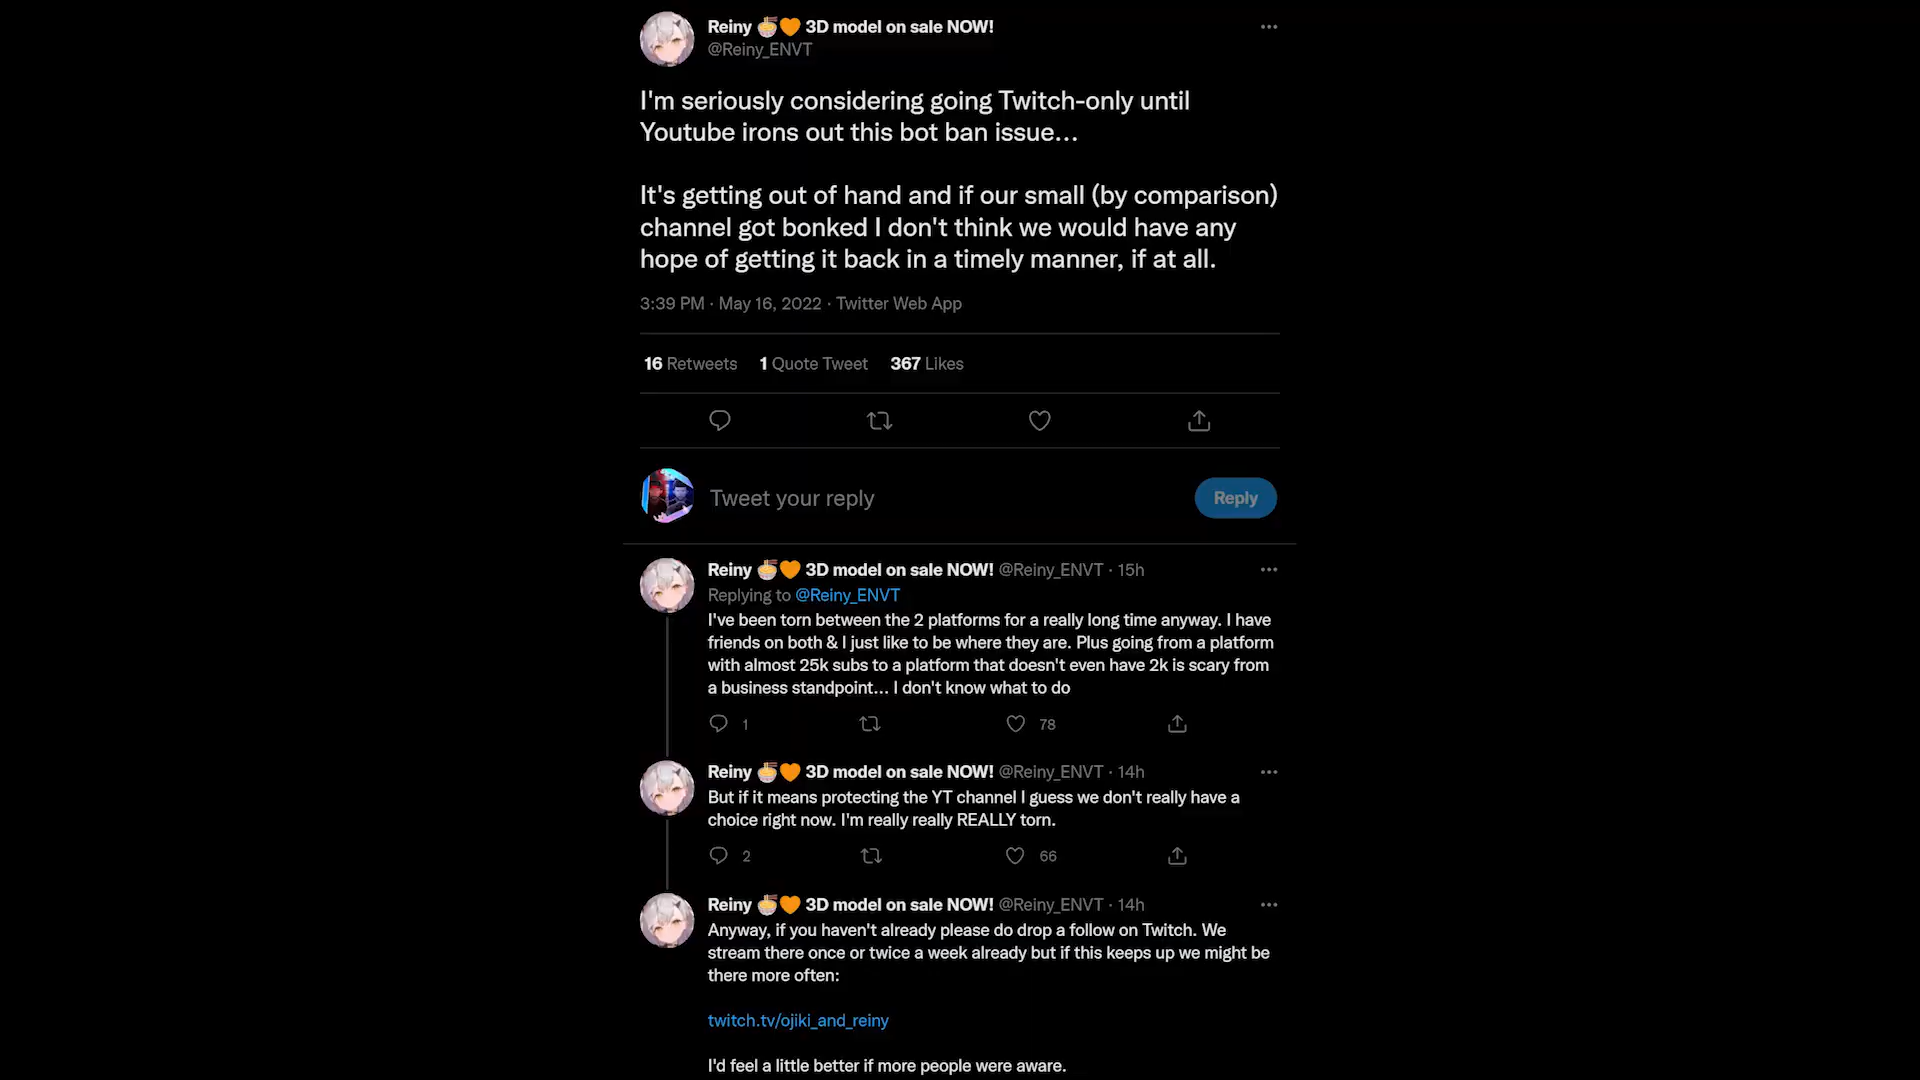 Reiny 🍜🧡 3D model on sale NOW!
@Reiny_ENVT
I'm seriously considering going Twitch-only until
Youtube irons out this bot ban issue...
It's getting out of hand and if our small (by comparison)
channel got bonked I don't think we would have any
hope of getting it back in a timely manner, if at all.
3:39 PM · May 16, 2022 · Twitter Web App
16 Retweets 1 Quote Tweet 367 Likes
Tweet your reply
Reply
Reiny 🍜🧡 3D model on sale NOW! @Reiny_ENVT · 15h
Replying to @Reiny_ENVT
I've been torn between the 2 platforms for a really long time anyway. I have
friends on both & I just like to be where they are. Plus going from a platform
with almost 25k subs to a platform that doesn't even have 2k is scary from
a business standpoint... I don't know what to do
1 78
Reiny 🍜🧡 3D model on sale NOW! @Reiny_ENVT · 14h
But if it means protecting the YT channel I guess we don't really have a
choice right now. I'm really really REALLY torn.
2 66
Reiny 🍜🧡 3D model on sale NOW! @Reiny_ENVT · 14h
Anyway, if you haven't already please do drop a follow on Twitch. We
stream there once or twice a week already but if this keeps up we might be
there more often:
twitch.tv/ojiki_and_reiny
I'd feel a little better if more people were aware.